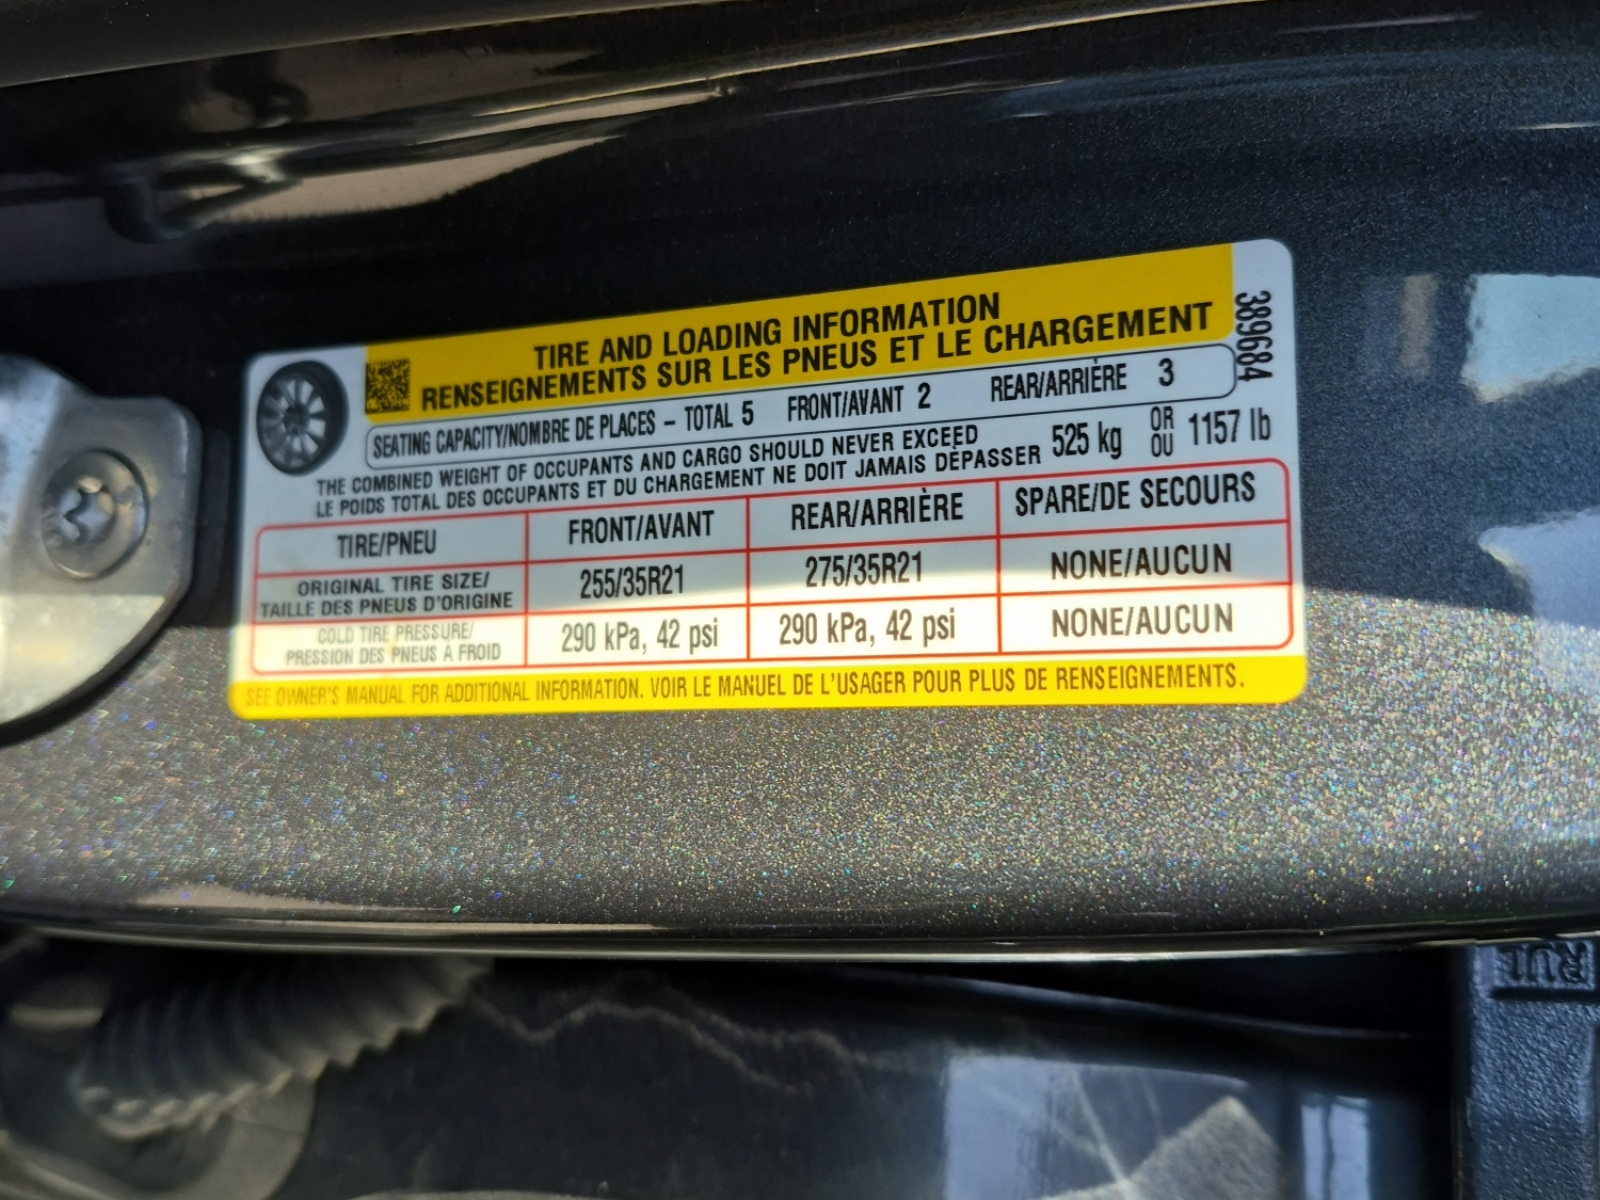 TIRE AND LOADING INFORMATION
RENSEIGNEMENTS SUR LES PNEUS ET LE CHARGEMENT
389684
SEATING CAPACITY/NOMBRE DE PLACES – TOTAL 5 FRONT/AVANT 2 REAR/ARRIÈRE 3
THE COMBINED WEIGHT OF OCCUPANTS AND CARGO SHOULD NEVER EXCEED
LE POIDS TOTAL DES OCCUPANTS ET DU CHARGEMENT NE DOIT JAMAIS DÉPASSER
525 kg OR 1157 lb
OU
TIRE/PNEU FRONT/AVANT REAR/ARRIÈRE SPARE/DE SECOURS
ORIGINAL TIRE SIZE/
TAILLE DES PNEUS D'ORIGINE 255/35R21 275/35R21 NONE/AUCUN
COLD TIRE PRESSURE/
PRESSION DES PNEUS À FROID 290 kPa, 42 psi 290 kPa, 42 psi NONE/AUCUN
SEE OWNER'S MANUAL FOR ADDITIONAL INFORMATION. VOIR LE MANUEL DE L'USAGER POUR PLUS DE RENSEIGNEMENTS.